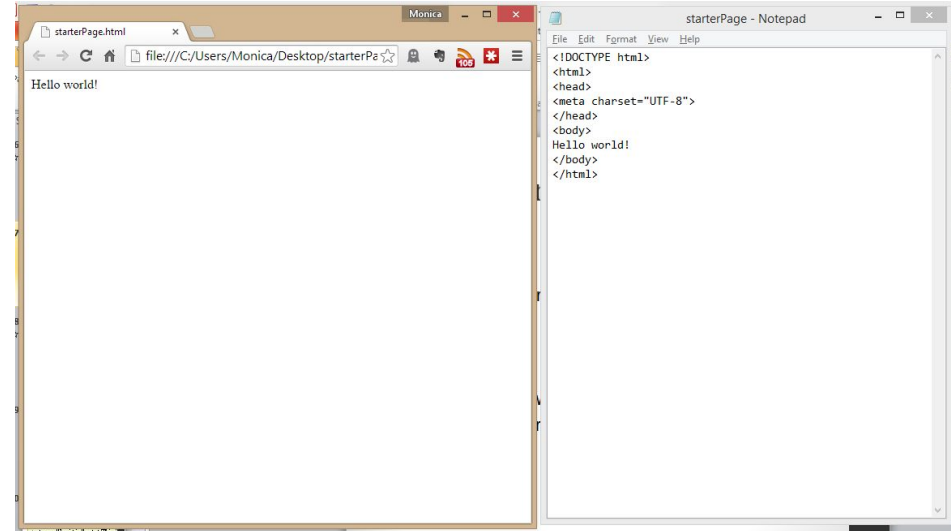 Monica
starterPage.html
file:///C:/Users/Monica/Desktop/starterPa
105
Hello world!
starterPage - Notepad
File Edit Format View Help
<!DOCTYPE html>
<html>
<head>
<meta charset="UTF-8">
</head>
<body>
Hello world!
</body>
</html>